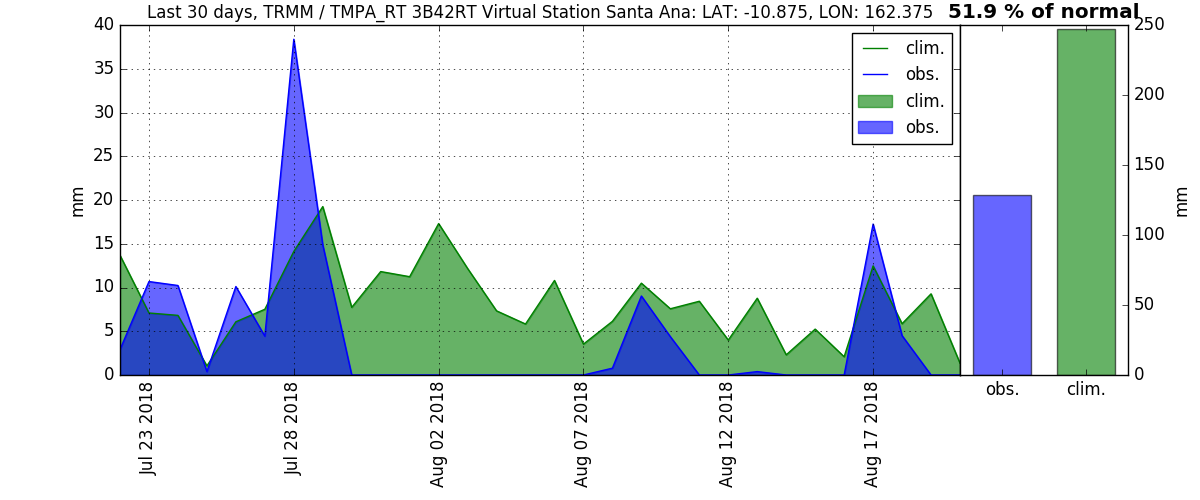 Last 30 days, TRMM / TMPA_RT 3B42RT Virtual Station Santa Ana: LAT: -10.875, LON: 162.375
51.9 % of normal
40
35
30
25
20
15
10
5
0
mm
clim.
obs.
clim.
obs.
Jul 23 2018
Jul 28 2018
Aug 02 2018
Aug 07 2018
Aug 12 2018
Aug 17 2018
250
200
150
100
50
0
mm
obs.
clim.